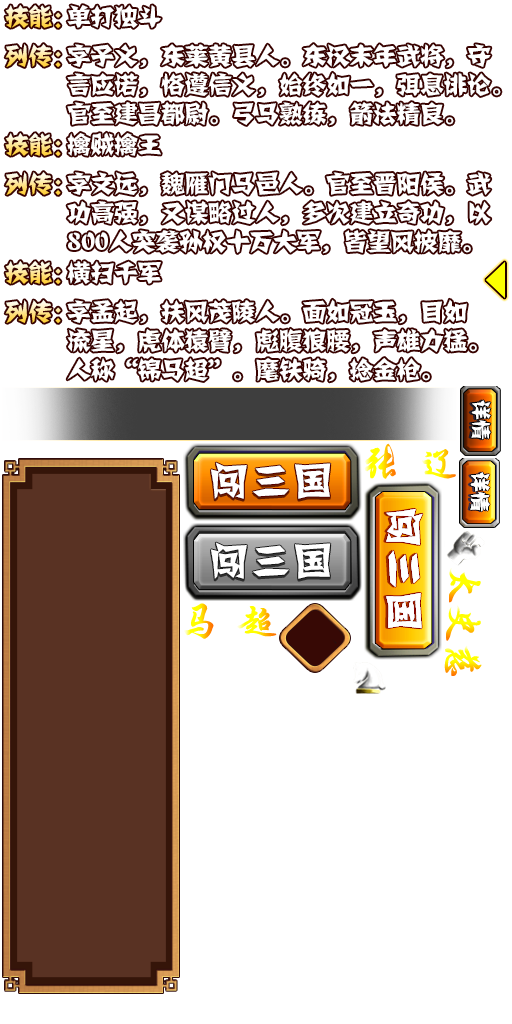 技能：单打独斗
列传：字子义，东莱黄县人。东汉末年武将，守
言应诺，恪遵信义，始终如一，弭息诽论。
官至建昌都尉。弓马熟练，箭法精良。
技能：擒贼擒王
列传：字文远，魏雁门马邑人。官至晋阳侯。武
功高强，又谋略过人，多次建立奇功，以
800人突袭孙权十万大军，皆望风披靡。
技能：横扫千军
列传：字孟起，扶风茂陵人。面如冠玉，目如
流星，虎体猿臂，彪腹狼腰，声雄力猛。
人称“锦马超”。麾铁骑，捻金枪。
详情
张 辽
闯三国
详情
闯三国
闯三国
太史慈
马 超